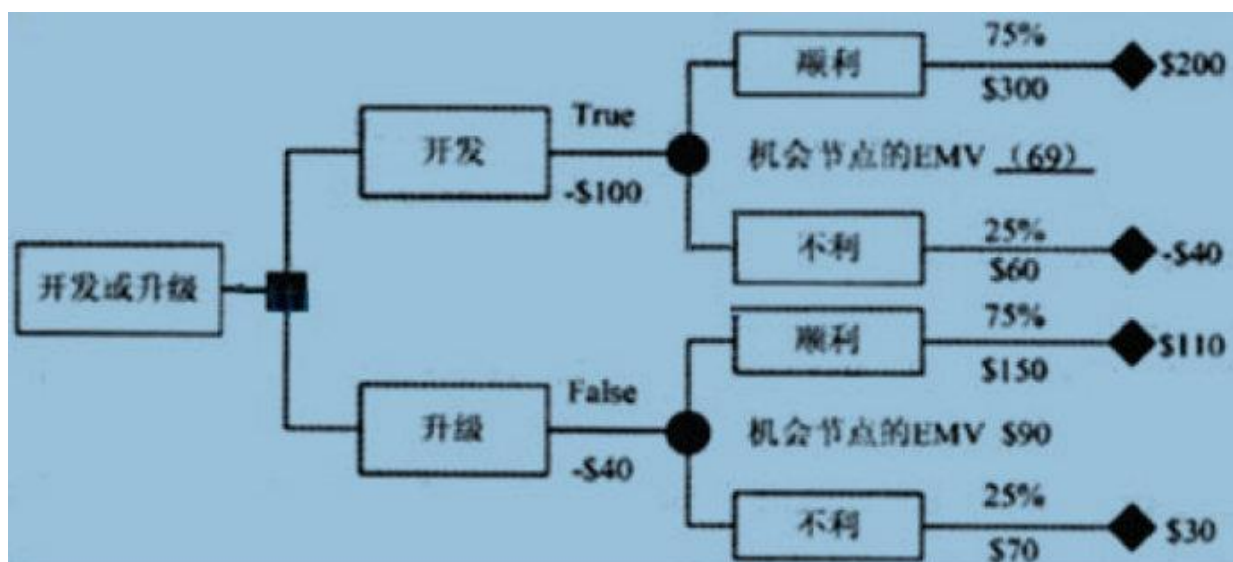 75%
顺利
$200
$300
True
开发
机会节点的EMV (69)
-$100
25%
不利
-$40
$60
开发或升级
75%
顺利
$110
$150
False
升级
机会节点的EMV $90
-$40
25%
不利
$30
$70